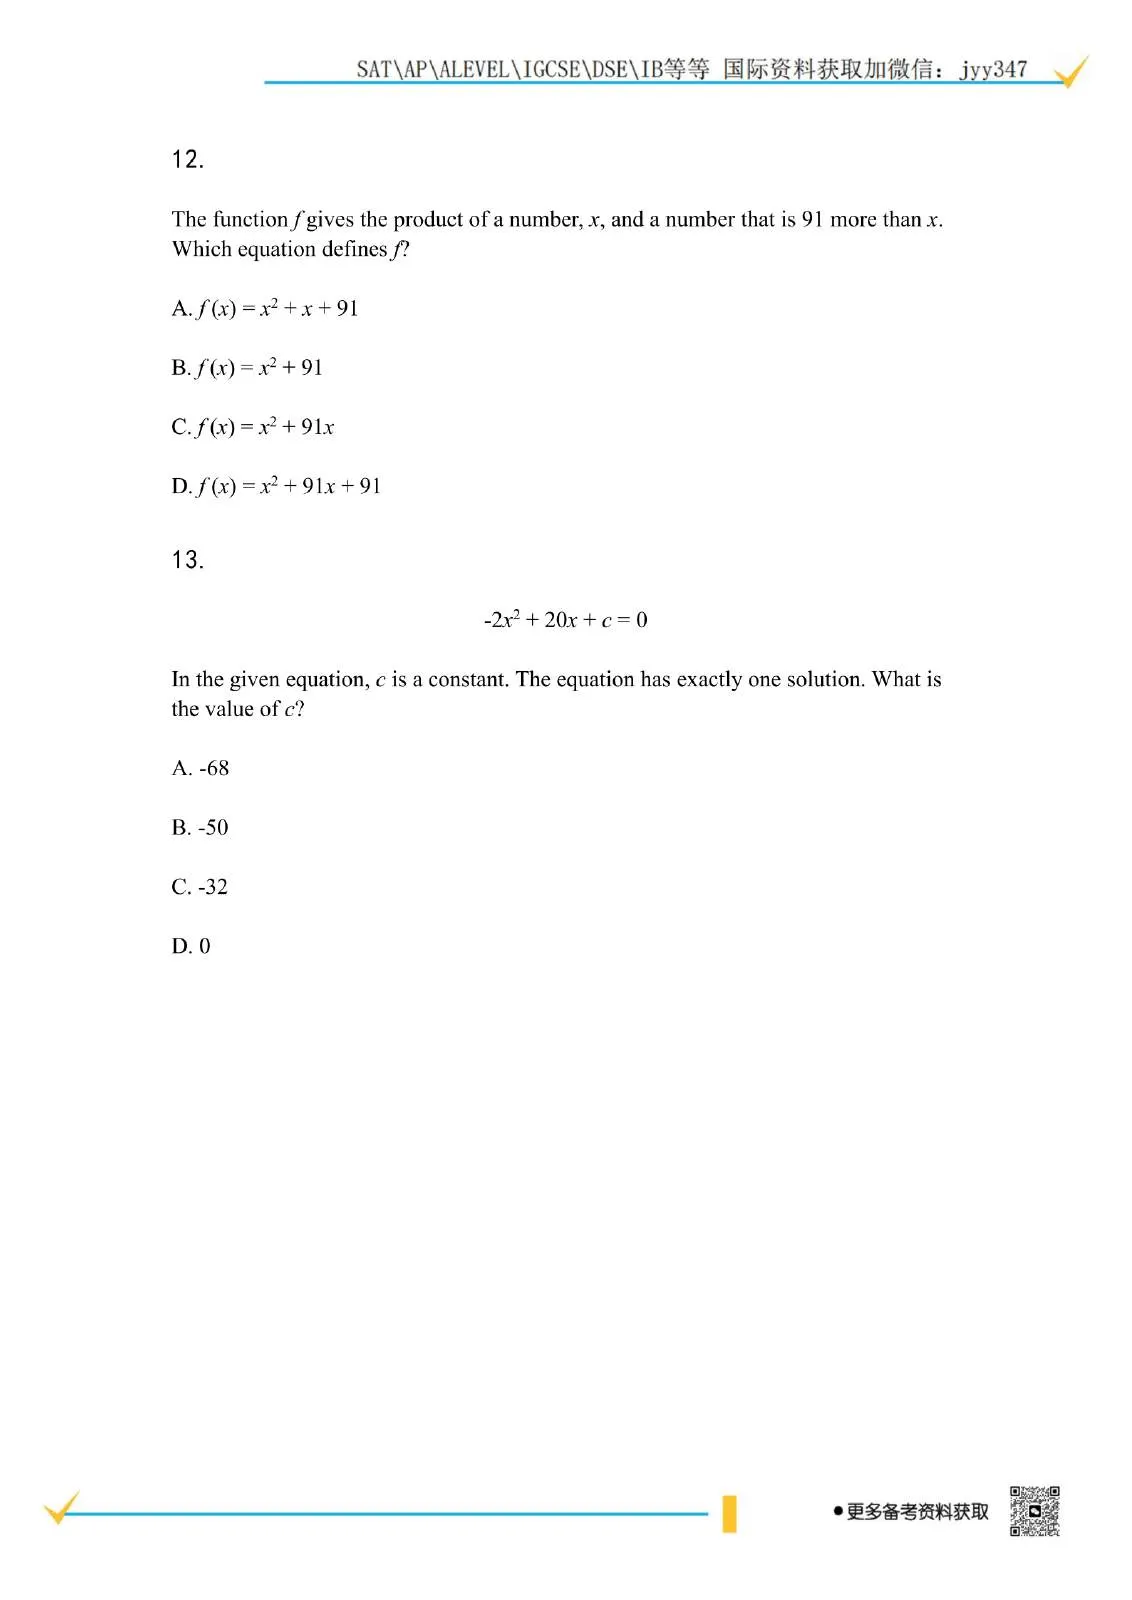 SAT\AP\ALEVEL\IGCSE\DSE\IB等等 国际资料获取加微信: jyy347
12.
The function f gives the product of a number, x, and a number that is 91 more than x.
Which equation defines f?
A. f (x) = x² + x + 91
B. f (x) = x² + 91
C. f (x) = x² + 91x
D. f (x) = x² + 91x + 91
13.
-2x² + 20x + c = 0
In the given equation, c is a constant. The equation has exactly one solution. What is
the value of c?
A. -68
B. -50
C. -32
D. 0
●更多备考资料获取